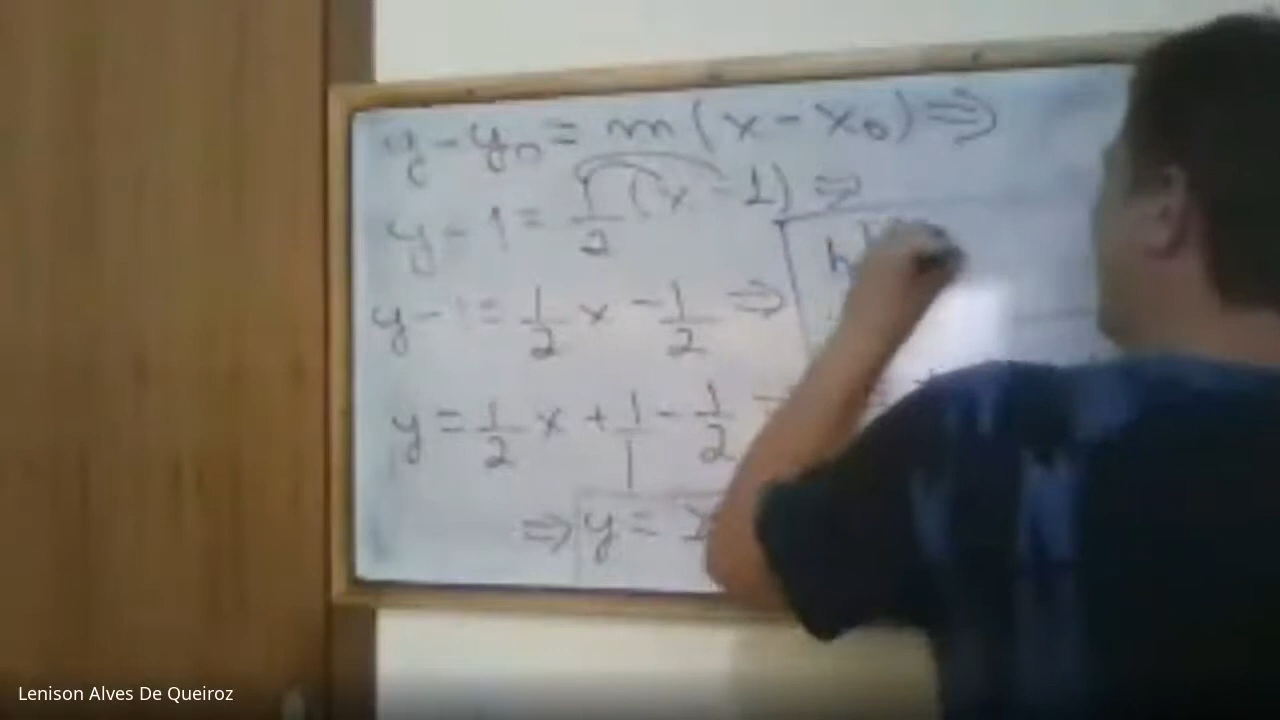 y - y₀ = m(x - x₀) ⇒
y - 1 = 1/2 (x - 1) ⇒
y - 1 = 1/2 x - 1/2 ⇒
y = 1/2 x + 1/1 - 1/2
⇒ y =
Lenison Alves De Queiroz